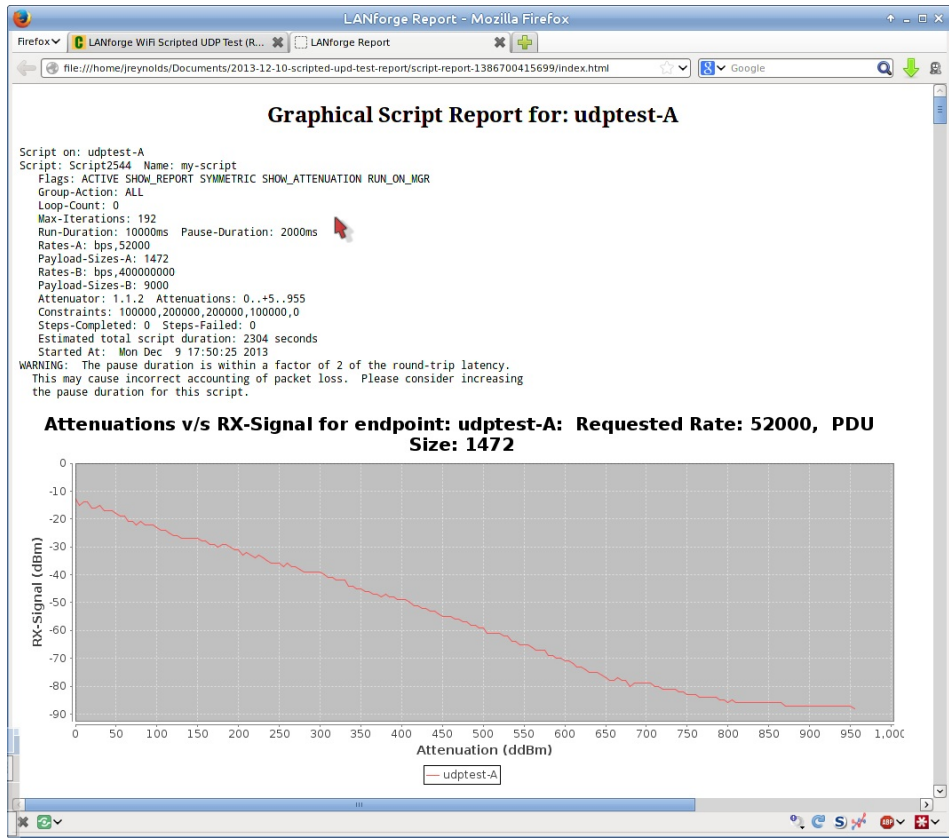 LANforge Report - Mozilla Firefox
Firefox
LANforge WiFi Scripted UDP Test (R...
LANforge Report
file:///home/jreynolds/Documents/2013-12-10-scripted-upd-test-report/script-report-1386700415699/index.html
Google
Graphical Script Report for: udptest-A
Script on: udptest-A
Script: Script2544 Name: my-script
Flags: ACTIVE SHOW_REPORT SYMMETRIC SHOW_ATTENUATION RUN_ON_MGR
Group-Action: ALL
Loop-Count: 0
Max-Iterations: 192
Run-Duration: 10000ms Pause-Duration: 2000ms
Rates-A: bps,52000
Payload-Sizes-A: 1472
Rates-B: bps,400000000
Payload-Sizes-B: 9000
Attenuator: 1.1.2 Attenuations: 0..+5..955
Constraints: 100000,200000,200000,100000,0
Steps-Completed: 0 Steps-Failed: 0
Estimated total script duration: 2304 seconds
Started At: Mon Dec 9 17:50:25 2013
WARNING: The pause duration is within a factor of 2 of the round-trip latency.
This may cause incorrect accounting of packet loss. Please consider increasing
the pause duration for this script.
Attenuations v/s RX-Signal for endpoint: udptest-A: Requested Rate: 52000, PDU
Size: 1472
0
-10
-20
-30
-40
-50
-60
-70
-80
-90
RX-Signal (dBm)
0 50 100 150 200 250 300 350 400 450 500 550 600 650 700 750 800 850 900 950 1,000
Attenuation (ddBm)
udptest-A
ABP